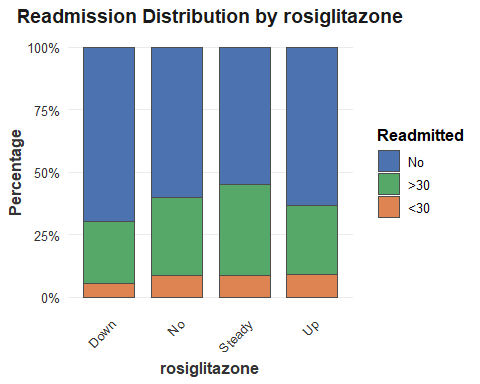 Readmission Distribution by rosiglitazone
100%
75%
50%
25%
0%
Percentage
Down
No
Steady
Up
rosiglitazone
Readmitted
No
>30
<30